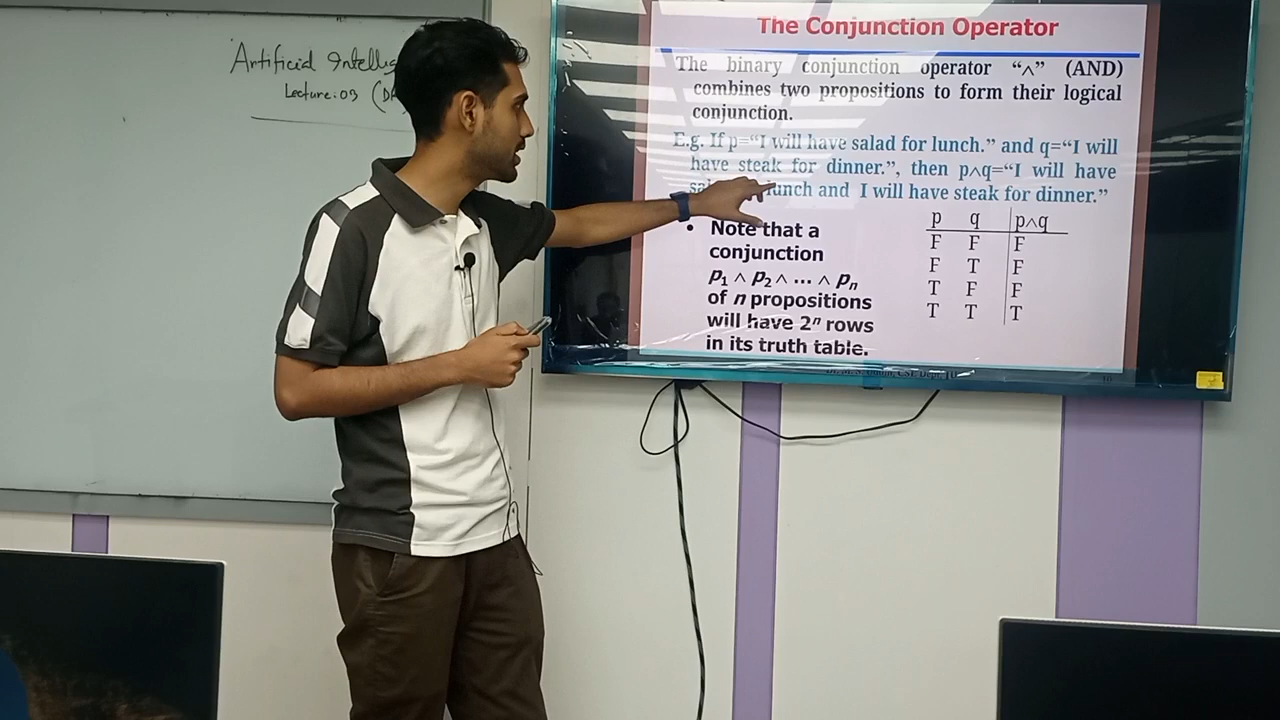 Artificial
Lecture:03
The Conjunction Operator
The binary conjunction operator “∧” (AND)
combines two propositions to form their logical
conjunction.
E.g. If p=“I will have salad for lunch.” and q=“I will
have steak for dinner.”, then p∧q=“I will have
lunch and I will have steak for dinner.”
• Note that a
conjunction
p₁ ∧ p₂ ∧ … ∧ pₙ
of n propositions
will have 2ⁿ rows
in its truth table.
p q p∧q
F F F
F T F
T F F
T T T